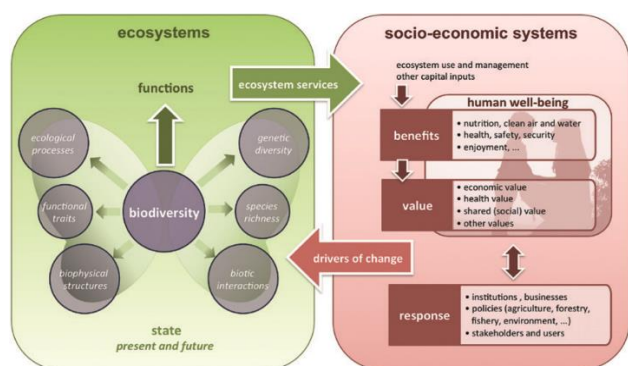 ecosystems
functions
ecological
processes
genetic
diversity
functional
traits
biodiversity
species
richness
biophysical
structures
biotic
interactions
state
present and future
ecosystem services
drivers of change
socio-economic systems
ecosystem use and management
other capital inputs
human well-being
benefits
• nutrition, clean air and water
• health, safety, security
• enjoyment, ...
value
• economic value
• health value
• shared (social) value
• other values
response
• institutions , businesses
• policies (agriculture, forestry,
fishery, environment, ...)
• stakeholders and users